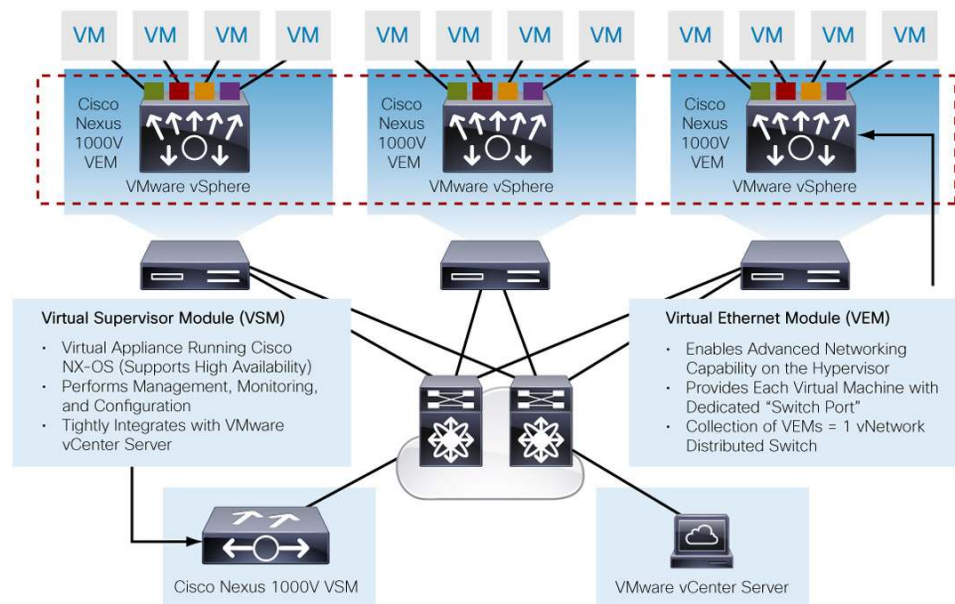 VM VM VM VM VM VM VM VM VM VM VM VM
Cisco
Nexus
1000V
VEM
VMware vSphere
Cisco
Nexus
1000V
VEM
VMware vSphere
Cisco
Nexus
1000V
VEM
VMware vSphere
Virtual Supervisor Module (VSM)
• Virtual Appliance Running Cisco
NX-OS (Supports High Availability)
• Performs Management, Monitoring,
and Configuration
• Tightly Integrates with VMware
vCenter Server
Virtual Ethernet Module (VEM)
• Enables Advanced Networking
Capability on the Hypervisor
• Provides Each Virtual Machine with
Dedicated “Switch Port”
• Collection of VEMs = 1 vNetwork
Distributed Switch
Cisco Nexus 1000V VSM
VMware vCenter Server